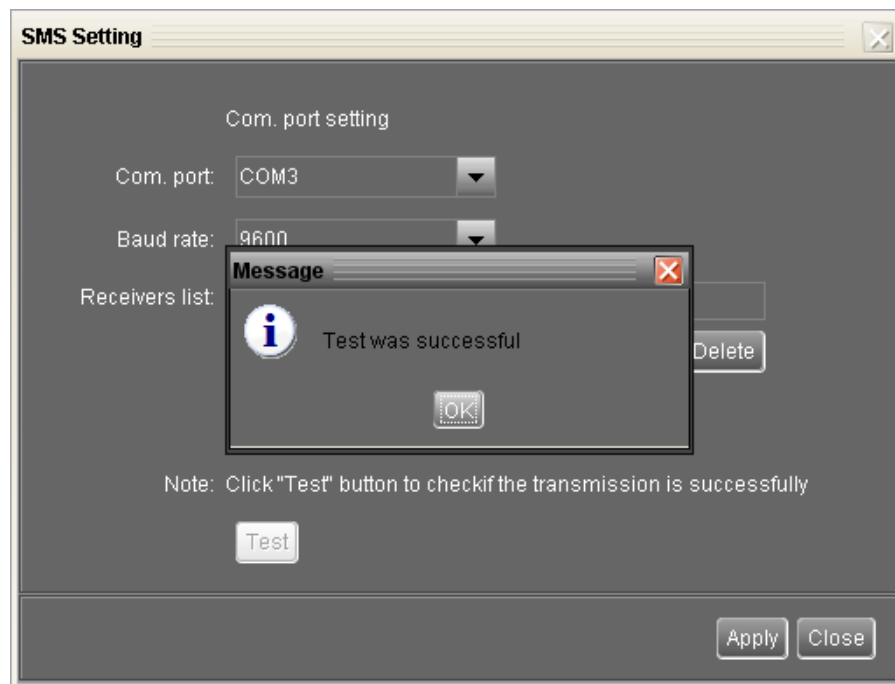 SMS Setting
Com. port setting
Com. port: COM3
Baud rate: 9600
Message
Receivers list:
Test was successful
Delete
OK
Note: Click "Test" button to checkif the transmission is successfully
Test
Apply Close